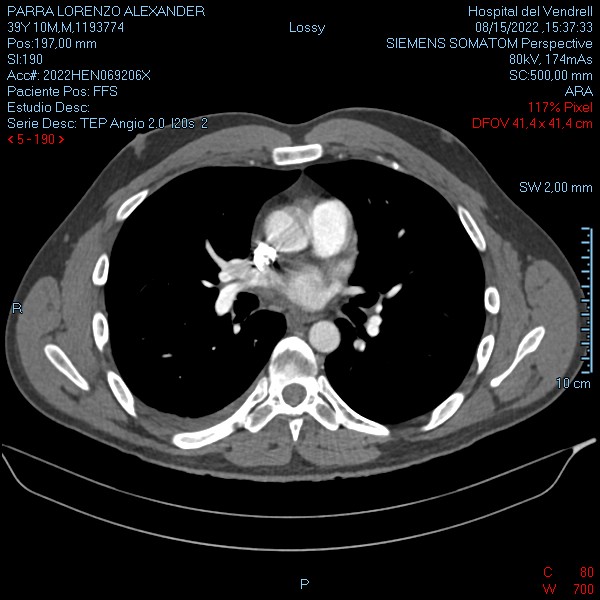 PARRA LORENZO ALEXANDER
39Y 10M,M,1193774
Pos:197,00 mm
SI:190
Acc#: 2022HEN069206X
Paciente Pos: FFS
Estudio Desc:
Serie Desc: TEP Angio 2.0 I20s 2
< 5 - 190 >
Lossy
Hospital del Vendrell
08/15/2022 ,15:37:33
SIEMENS SOMATOM Perspective
80kV, 174mAs
SC:500,00 mm
ARA
117% Pixel
DFOV 41,4 x 41,4 cm
SW 2,00 mm
R
10 cm
P
C 80
W 700